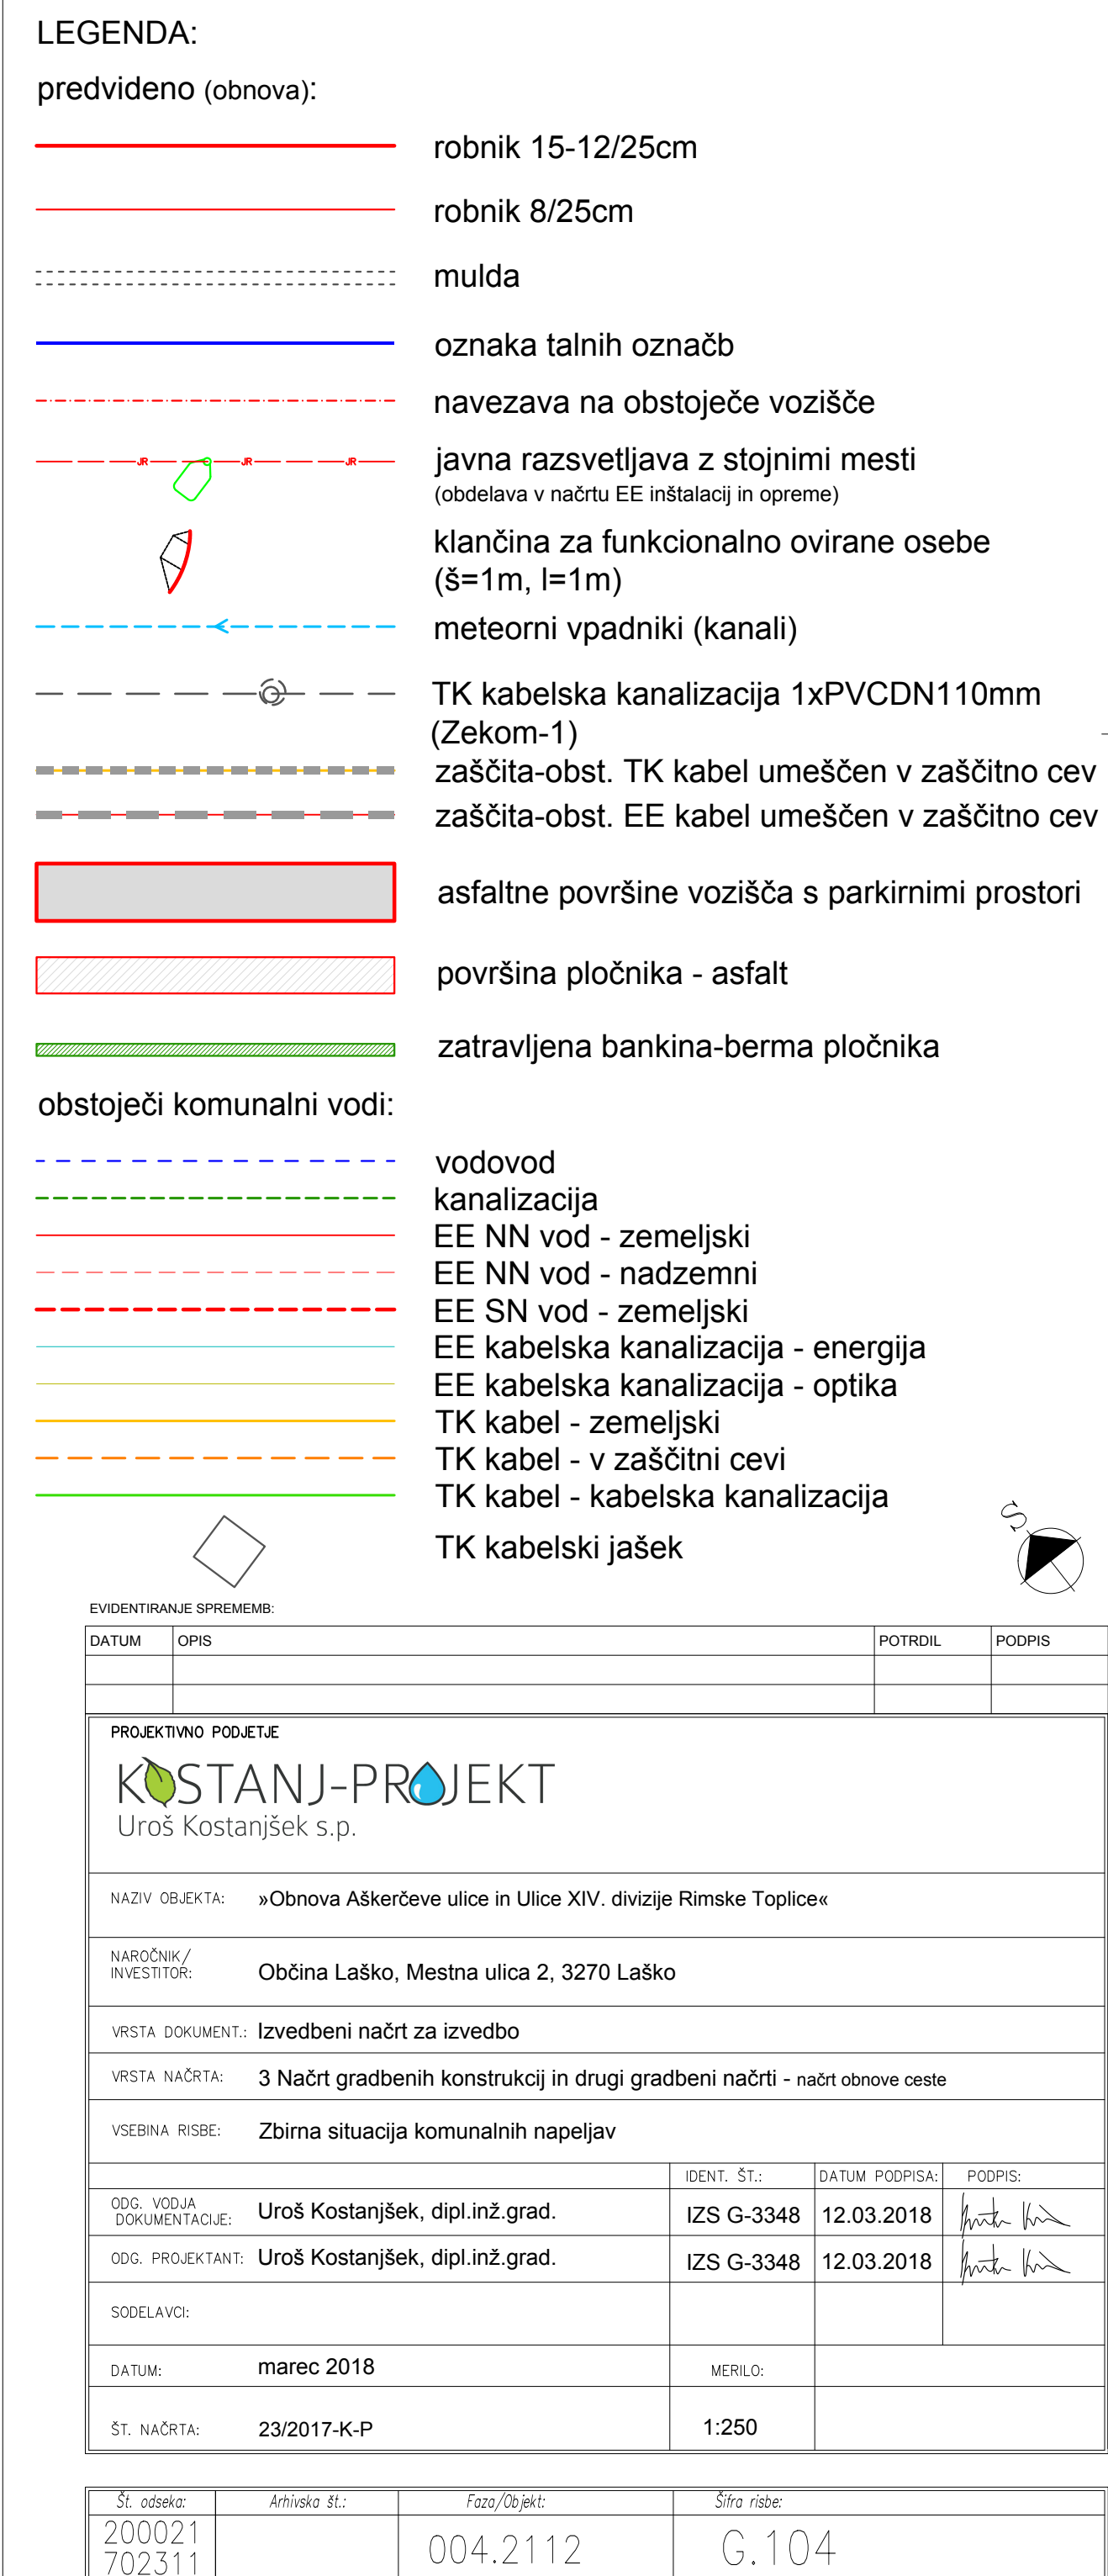 LEGENDA:
predvideno (obnova):
robnik 15-12/25cm
robnik 8/25cm
mulda
oznaka talnih označb
navezava na obstoječe vozišče
JR JR JR
javna razsvetljava z stojnimi mesti
(obdelava v načrtu EE inštalacij in opreme)
klančina za funkcionalno ovirane osebe
(š=1m, l=1m)
meteorni vpadniki (kanali)
TK kabelska kanalizacija 1xPVCDN110mm
(Zekom-1)
zaščita-obst. TK kabel umeščen v zaščitno cev
zaščita-obst. EE kabel umeščen v zaščitno cev
asfaltne površine vozišča s parkirnimi prostori
površina pločnika - asfalt
zatravljena bankina-berma pločnika
obstoječi komunalni vodi:
vodovod
kanalizacija
EE NN vod - zemeljski
EE NN vod - nadzemni
EE SN vod - zemeljski
EE kabelska kanalizacija - energija
EE kabelska kanalizacija - optika
TK kabel - zemeljski
TK kabel - v zaščitni cevi
TK kabel - kabelska kanalizacija
TK kabelski jašek
S
EVIDENTIRANJE SPREMEMB:
DATUM OPIS POTRDIL PODPIS
PROJEKTIVNO PODJETJE
KOSTANJ-PROJEKT
Uroš Kostanjšek s.p.
NAZIV OBJEKTA: »Obnova Aškerčeve ulice in Ulice XIV. divizije Rimske Toplice«
NAROČNIK/
INVESTITOR: Občina Laško, Mestna ulica 2, 3270 Laško
VRSTA DOKUMENT.: Izvedbeni načrt za izvedbo
VRSTA NAČRTA: 3 Načrt gradbenih konstrukcij in drugi gradbeni načrti - načrt obnove ceste
VSEBINA RISBE: Zbirna situacija komunalnih napeljav
IDENT. ŠT.: DATUM PODPISA: PODPIS:
ODG. VODJA
DOKUMENTACIJE: Uroš Kostanjšek, dipl.inž.grad. IZS G-3348 12.03.2018
ODG. PROJEKTANT: Uroš Kostanjšek, dipl.inž.grad. IZS G-3348 12.03.2018
SODELAVCI:
DATUM: marec 2018 MERILO:
ŠT. NAČRTA: 23/2017-K-P 1:250
Št. odseka: Arhivska št.: Faza/Objekt: Šifra risbe:
200021
702311 004.2112 G.104